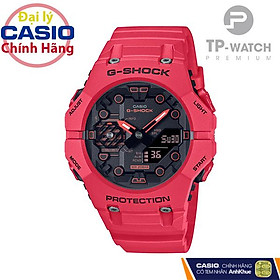 Đại lý
CASIO
Chính Hãng
TP-WATCH
PREMIUM
CASIO
G-SHOCK
ADJUST
LIGHT
MODE
START
PROTECTION
CASIO
CHÍNH HÃNG
CÓ TEM NHÃN AnhKhuê